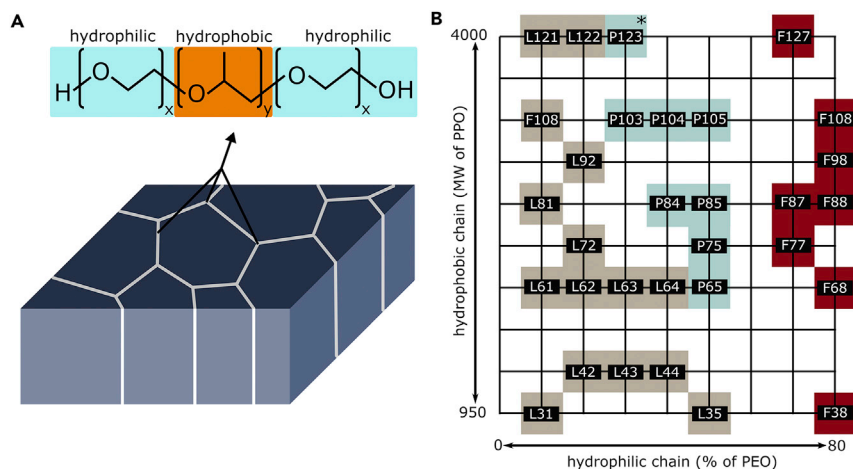 A
hydrophilic hydrophobic hydrophilic
H O x O y O x OH
B
hydrophobic chain (MW of PPO)
4000
L121 L122 P123 * F127
F108 P103 P104 P105 F108
L92 F98
L81 P84 P85 F87 F88
L72 P75 F77
L61 L62 L63 L64 P65 F68
L42 L43 L44
950
L31 L35 F38
0 80
hydrophilic chain (% of PEO)